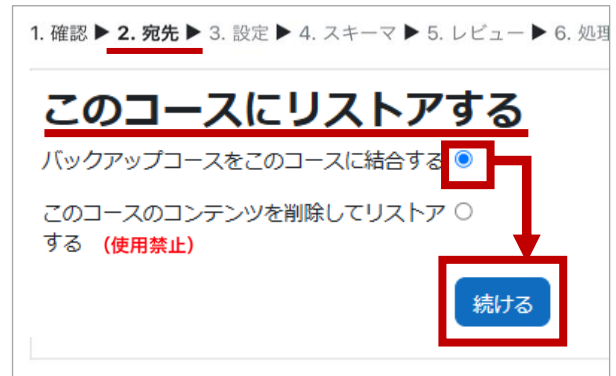 1. 確認 ▶ 2. 宛先 ▶ 3. 設定 ▶ 4. スキーマ ▶ 5. レビュー ▶ 6. 処理
このコースにリストアする
バックアップコースをこのコースに結合する
このコースのコンテンツを削除してリストア
する (使用禁止)
続ける